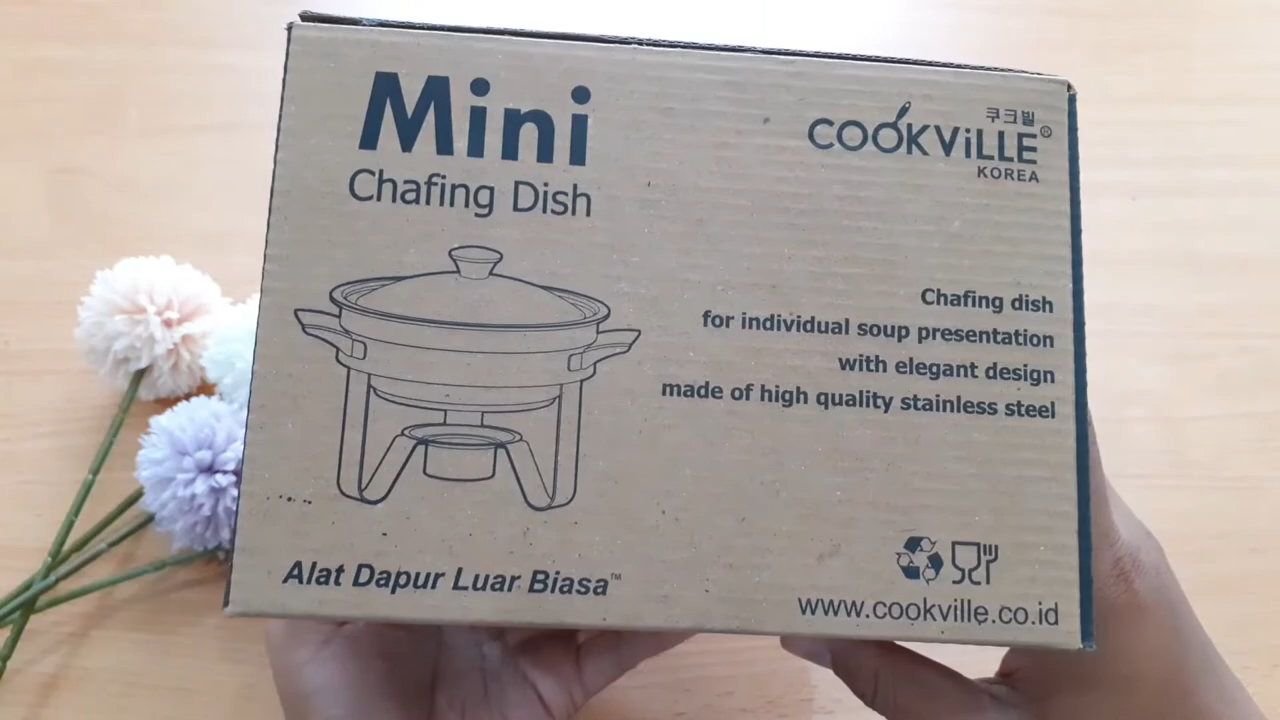 Mini
Chafing Dish
쿠크빌
COOKViLLE®
KOREA
Chafing dish
for individual soup presentation
with elegant design
made of high quality stainless steel
Alat Dapur Luar Biasa™
www.cookville.co.id